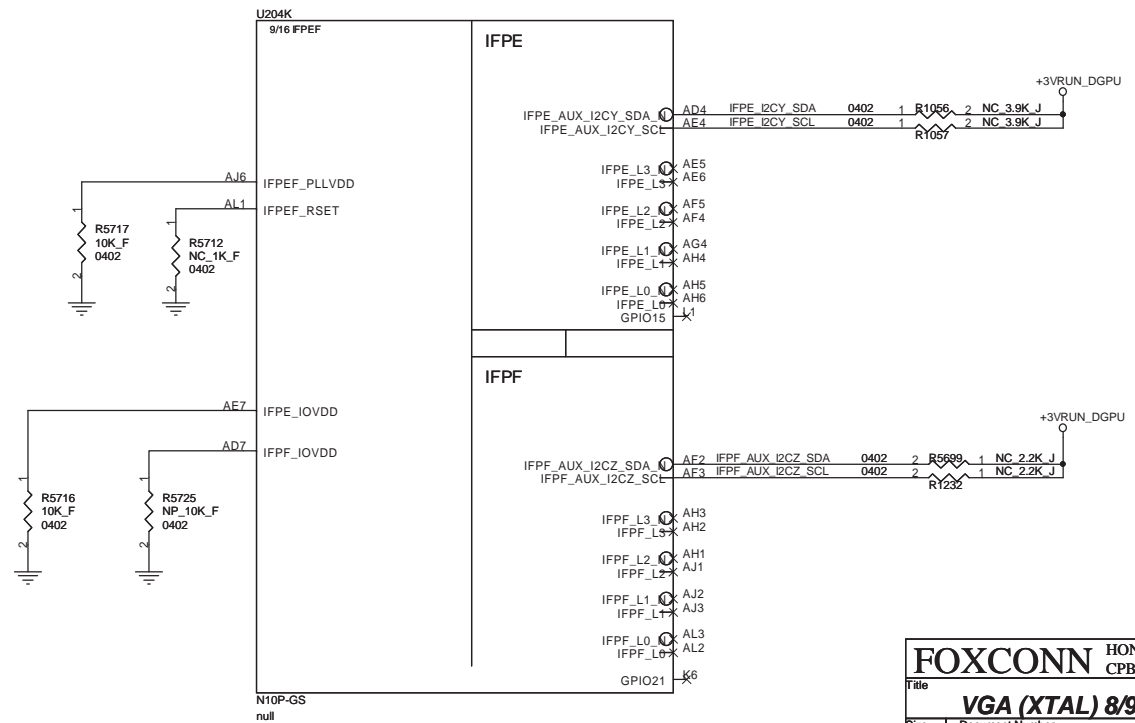 U204K
9/16 IFPEF
IFPE
+3VRUN_DGPU
IFPE_AUX_I2CY_SDA_N AD4 IFPE_I2CY_SDA 0402 1 R1056 2 NC_3.9K_J
IFPE_AUX_I2CY_SCL AE4 IFPE_I2CY_SCL 0402 1 R1057 2 NC_3.9K_J
IFPE_L3_N AE5
IFPE_L3 AE6
AJ6 IFPEF_PLLVDD
AL1 IFPEF_RSET
IFPE_L2_N AF5
IFPE_L2 AF4
1 R5717 10K_F 0402 2
1 R5712 NC_1K_F 0402 2
IFPE_L1_N AG4
IFPE_L1 AH4
IFPE_L0_N AH5
IFPE_L0 AH6
GPIO15 L1
IFPF
+3VRUN_DGPU
AE7 IFPE_IOVDD
AD7 IFPF_IOVDD
IFPF_AUX_I2CZ_SDA_N AF2 IFPF_AUX_I2CZ_SDA 0402 2 R5699 1 NC_2.2K_J
IFPF_AUX_I2CZ_SCL AF3 IFPF_AUX_I2CZ_SCL 0402 2 R1232 1 NC_2.2K_J
1 R5716 10K_F 0402 2
1 R5725 NP_10K_F 0402 2
IFPF_L3_N AH3
IFPF_L3 AH2
IFPF_L2_N AH1
IFPF_L2 AJ1
IFPF_L1_N AJ2
IFPF_L1 AJ3
IFPF_L0_N AL3
IFPF_L0 AL2
GPIO21 K6
N10P-GS
null
FOXCONN HON
CPB
Title
VGA (XTAL) 8/9